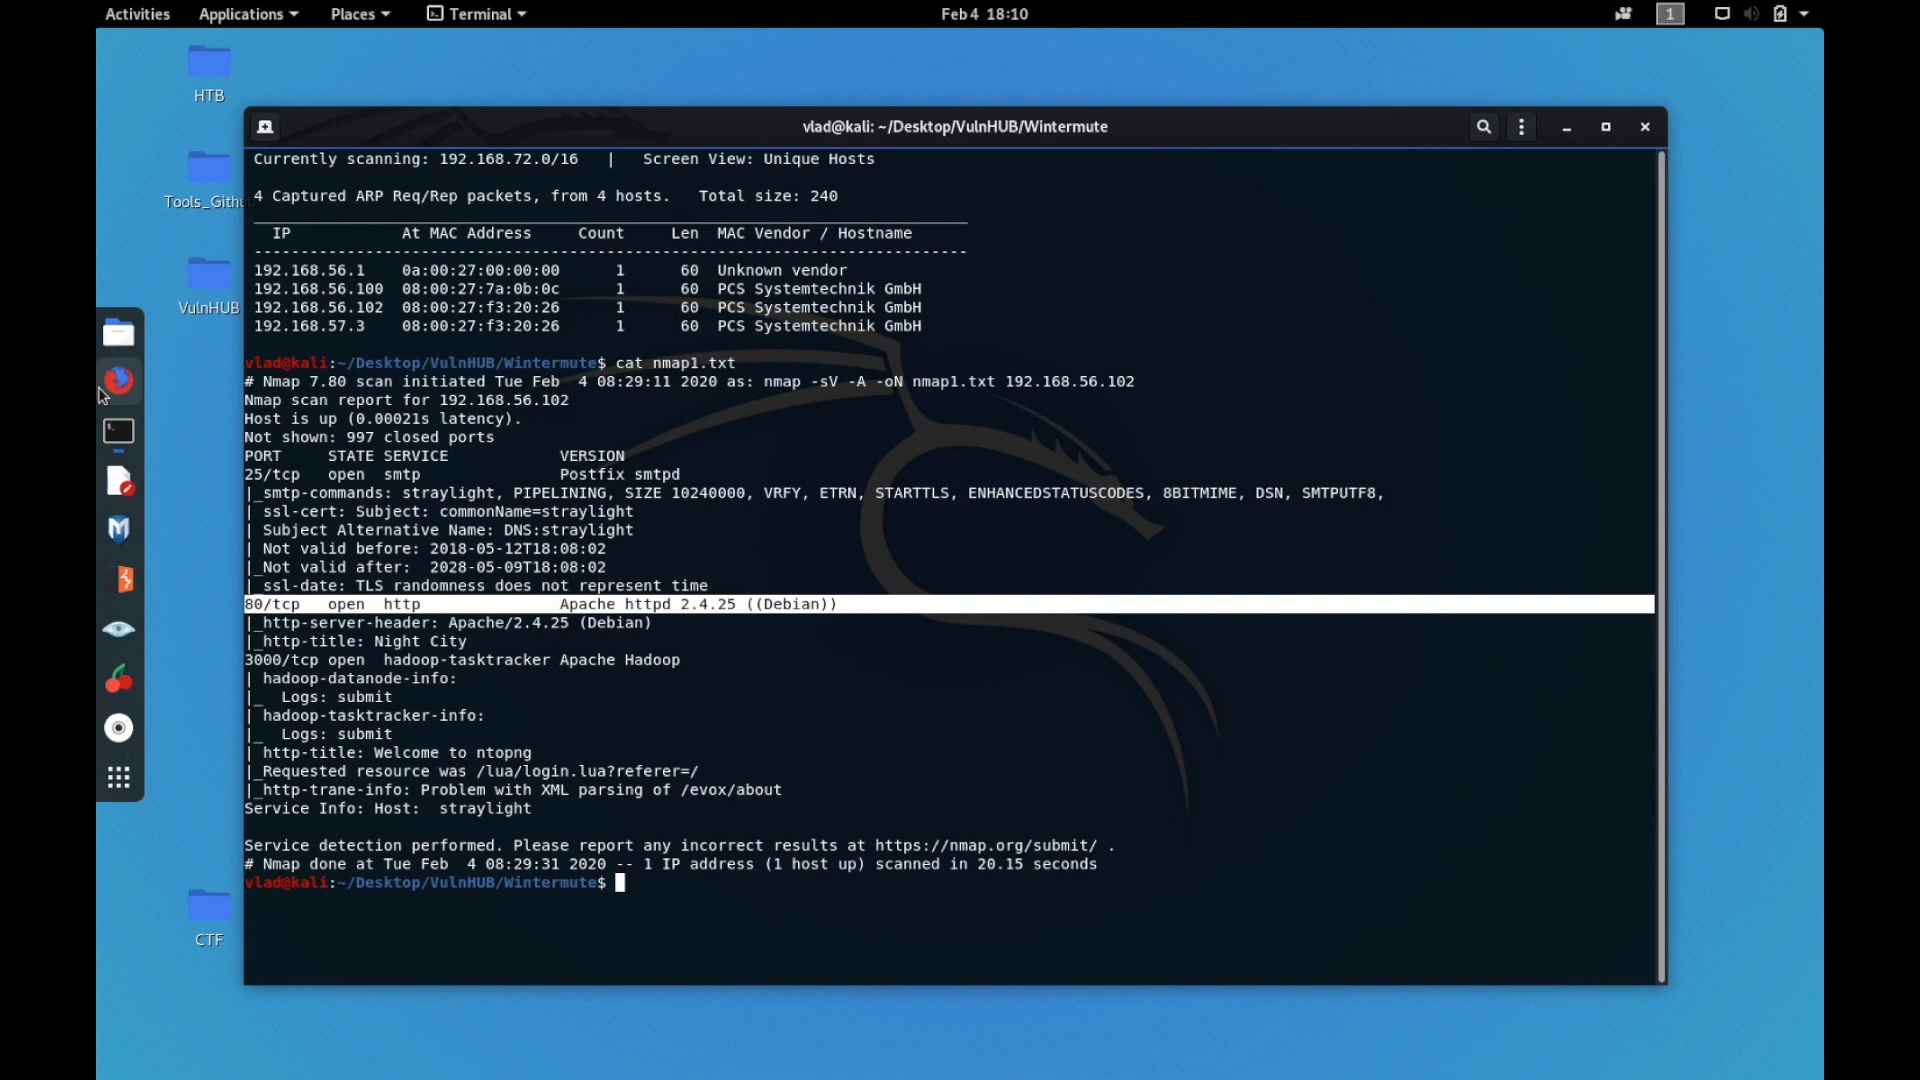 Activities Applications Places Terminal Feb 4 18:10 1
HTB
Tools_Githu
VulnHUB
CTF
vlad@kali: ~/Desktop/VulnHUB/Wintermute
Currently scanning: 192.168.72.0/16   |   Screen View: Unique Hosts
4 Captured ARP Req/Rep packets, from 4 hosts.   Total size: 240
_____________________________________________________________________________
IP            At MAC Address     Count     Len  MAC Vendor / Hostname
-----------------------------------------------------------------------------
192.168.56.1    0a:00:27:00:00:00      1      60  Unknown vendor
192.168.56.100  08:00:27:7a:0b:0c      1      60  PCS Systemtechnik GmbH
192.168.56.102  08:00:27:f3:20:26      1      60  PCS Systemtechnik GmbH
192.168.57.3    08:00:27:f3:20:26      1      60  PCS Systemtechnik GmbH
vlad@kali:~/Desktop/VulnHUB/Wintermute$ cat nmap1.txt
# Nmap 7.80 scan initiated Tue Feb  4 08:29:11 2020 as: nmap -sV -A -oN nmap1.txt 192.168.56.102
Nmap scan report for 192.168.56.102
Host is up (0.00021s latency).
Not shown: 997 closed ports
PORT     STATE SERVICE           VERSION
25/tcp   open  smtp              Postfix smtpd
|_smtp-commands: straylight, PIPELINING, SIZE 10240000, VRFY, ETRN, STARTTLS, ENHANCEDSTATUSCODES, 8BITMIME, DSN, SMTPUTF8,
| ssl-cert: Subject: commonName=straylight
| Subject Alternative Name: DNS:straylight
| Not valid before: 2018-05-12T18:08:02
|_Not valid after:  2028-05-09T18:08:02
|_ssl-date: TLS randomness does not represent time
80/tcp   open  http              Apache httpd 2.4.25 ((Debian))
|_http-server-header: Apache/2.4.25 (Debian)
|_http-title: Night City
3000/tcp open  hadoop-tasktracker Apache Hadoop
| hadoop-datanode-info:
|_  Logs: submit
| hadoop-tasktracker-info:
|_  Logs: submit
| http-title: Welcome to ntopng
|_Requested resource was /lua/login.lua?referer=/
|_http-trane-info: Problem with XML parsing of /evox/about
Service Info: Host:  straylight
Service detection performed. Please report any incorrect results at https://nmap.org/submit/ .
# Nmap done at Tue Feb  4 08:29:31 2020 -- 1 IP address (1 host up) scanned in 20.15 seconds
vlad@kali:~/Desktop/VulnHUB/Wintermute$